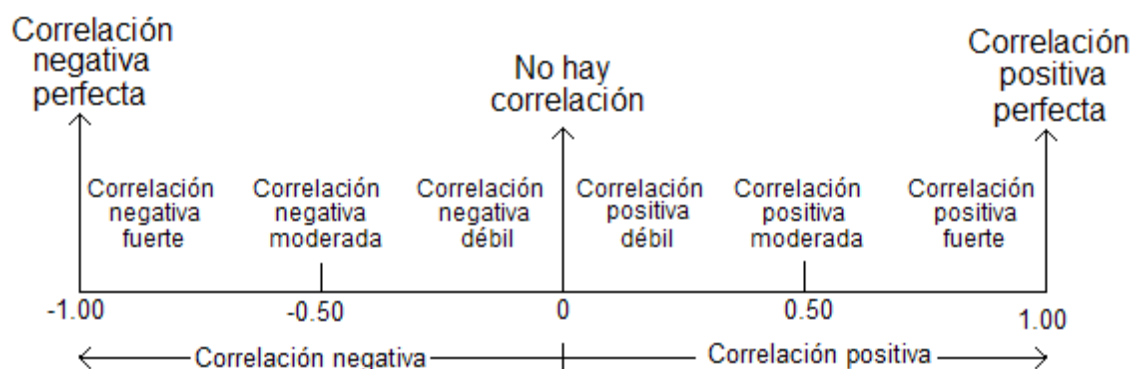 Correlación
negativa
perfecta
No hay
correlación
Correlación
positiva
perfecta
Correlación
negativa
fuerte
Correlación
negativa
moderada
Correlación
negativa
débil
Correlación
positiva
débil
Correlación
positiva
moderada
Correlación
positiva
fuerte
-1.00
-0.50
0
0.50
1.00
Correlación negativa
Correlación positiva